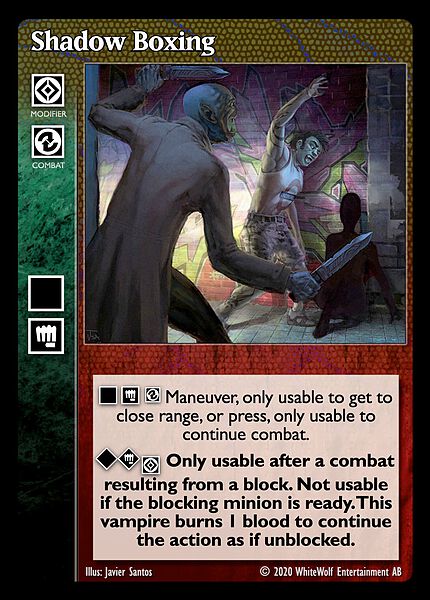 Shadow Boxing
MODIFIER
COMBAT
Maneuver, only usable to get to
close range, or press, only usable to
continue combat.
Only usable after a combat
resulting from a block. Not usable
if the blocking minion is ready. This
vampire burns 1 blood to continue
the action as if unblocked.
Illus: Javier Santos
© 2020 WhiteWolf Entertainment AB